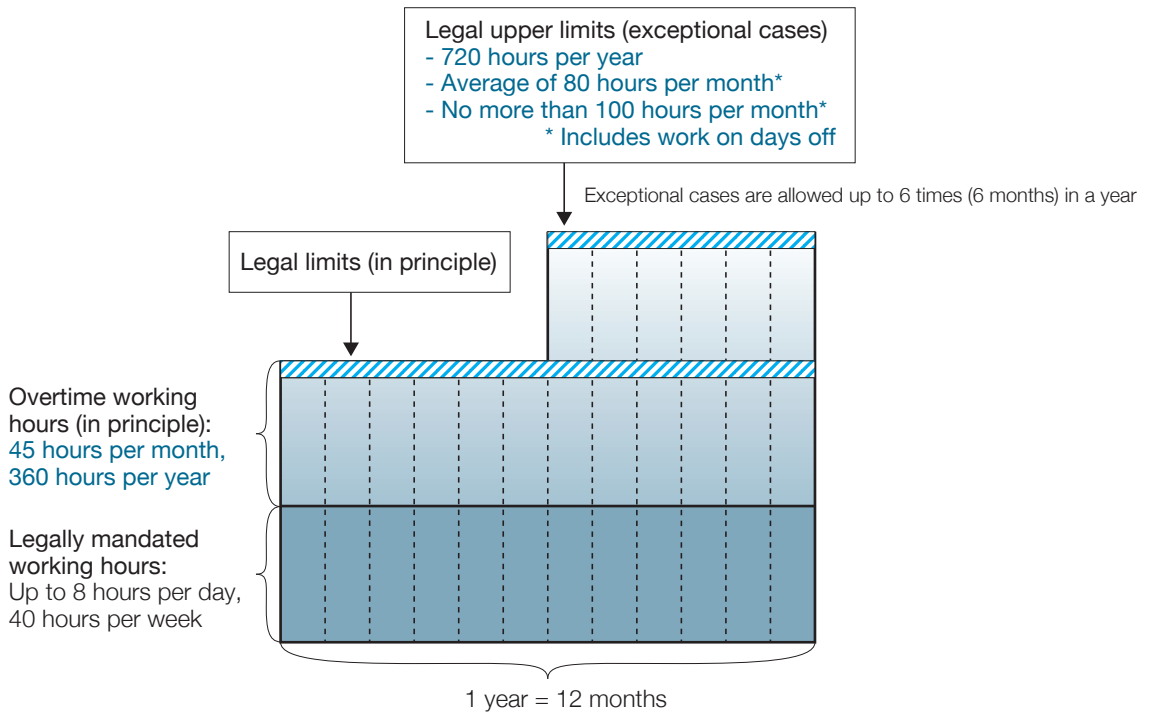 Legal upper limits (exceptional cases)
- 720 hours per year
- Average of 80 hours per month*
- No more than 100 hours per month*
* Includes work on days off
Exceptional cases are allowed up to 6 times (6 months) in a year
Legal limits (in principle)
Overtime working
hours (in principle):
45 hours per month,
360 hours per year
Legally mandated
working hours:
Up to 8 hours per day,
40 hours per week
1 year = 12 months